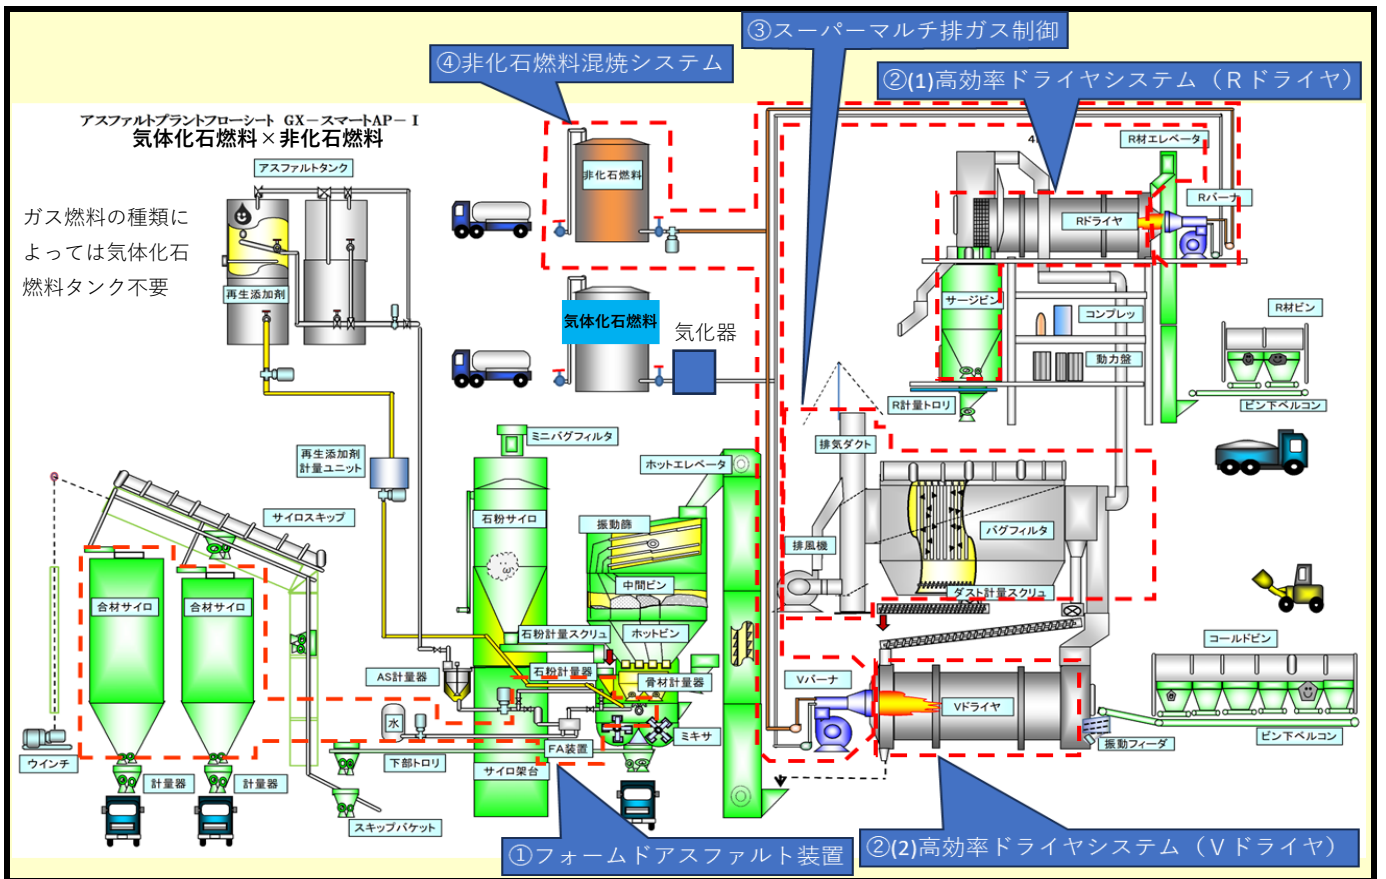 ③スーパーマルチ排ガス制御
④非化石燃料混焼システム
②(1)高効率ドライヤシステム（Rドライヤ）
アスファルトプラントフローシート GX－スマートAP－Ⅰ
気体化石燃料×非化石燃料
アスファルトタンク
ガス燃料の種類に
よっては気体化石
燃料タンク不要
再生添加剤
非化石燃料
気体化石燃料
気化器
R材エレベータ
Rバーナ
Rドライヤ
サージビン
コンプレッ
動力盤
R計量トロリ
R材ビン
ビン下ベルコン
再生添加剤
計量ユニット
ミニバグフィルタ
ホットエレベータ
排気ダクト
サイロスキップ
石粉サイロ
振動篩
バグフィルタ
排風機
中間ビン
ダスト計量スクリュ
合材サイロ
合材サイロ
石粉計量スクリュ
ホットビン
コールドビン
AS計量器
石粉計量器
骨材計量器
Vバーナ
Vドライヤ
水
ミキサ
振動フィーダ
ビン下ベルコン
FA装置
ウインチ
下部トロリ
サイロ架台
計量器
計量器
スキップバケット
①フォームドアスファルト装置
②(2)高効率ドライヤシステム（Vドライヤ）